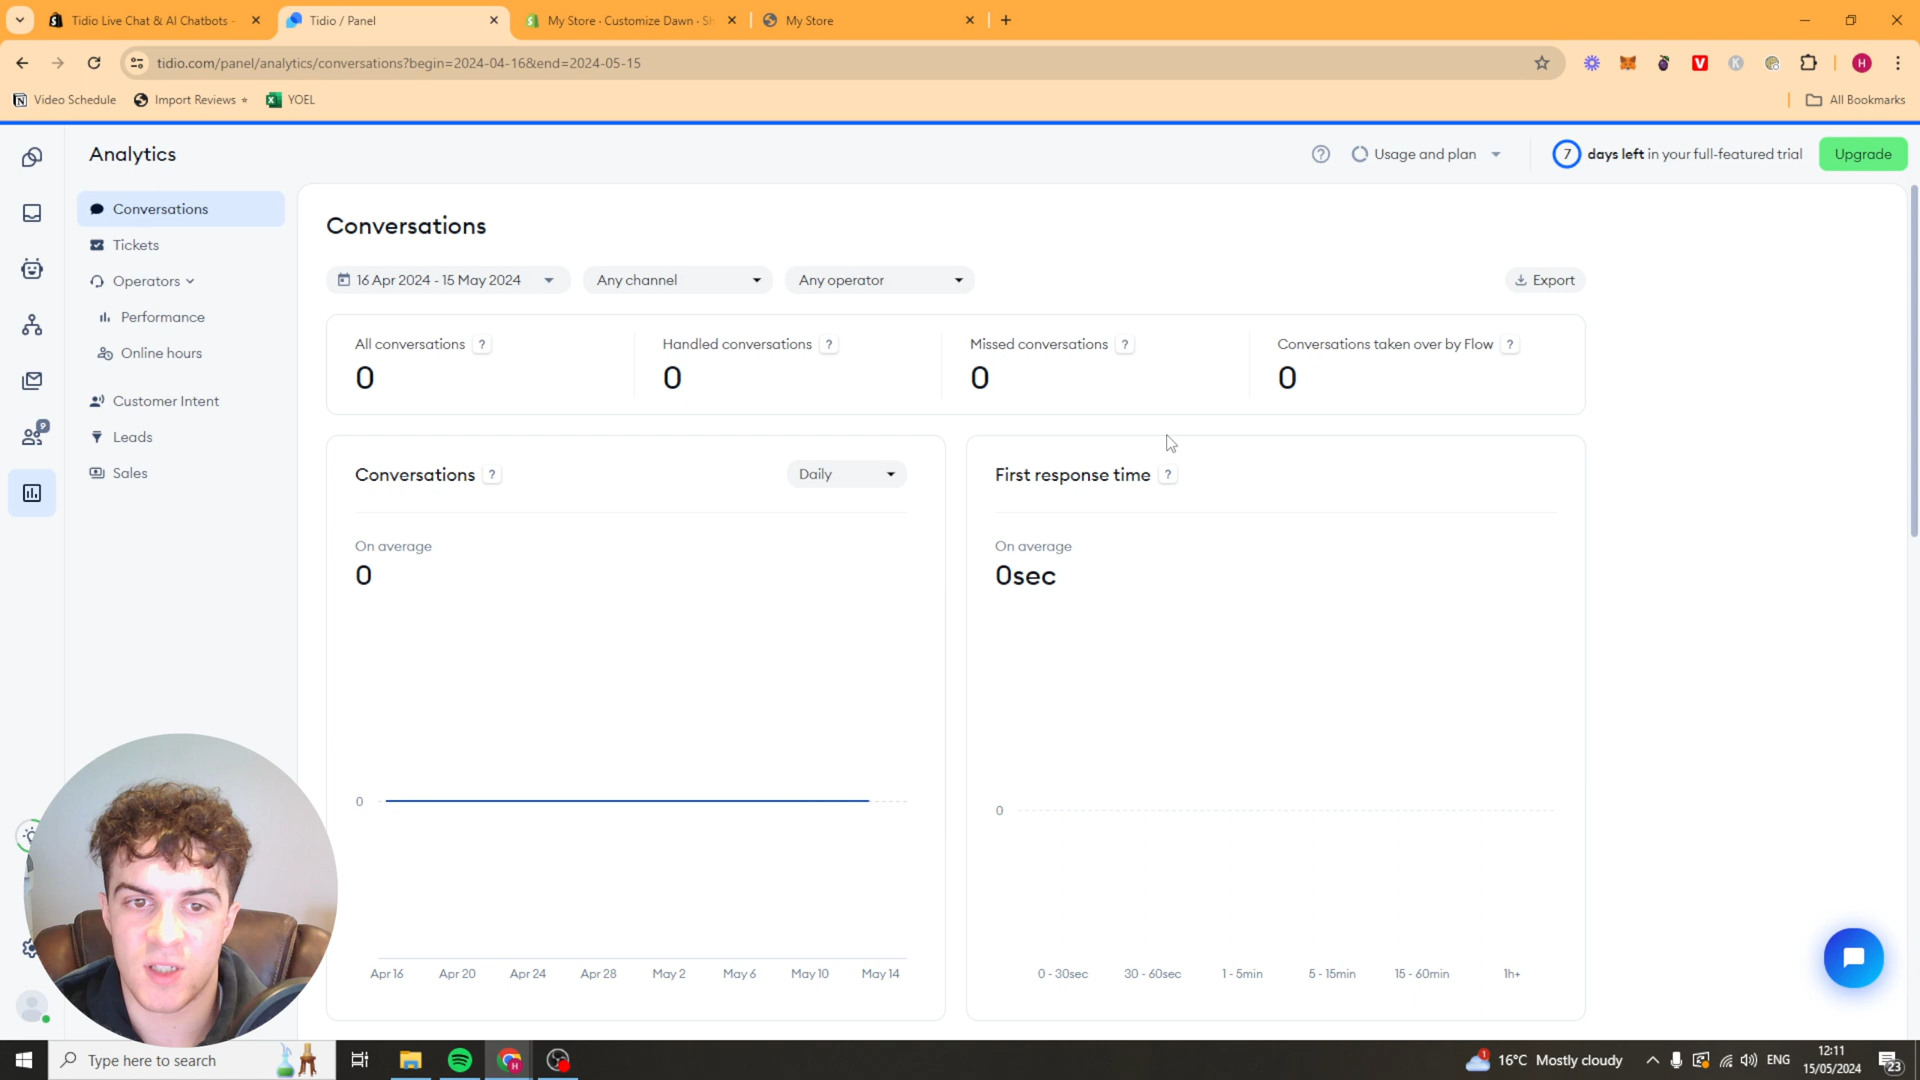 Tidio Live Chat & AI Chatbots -
Tidio / Panel
My Store · Customize Dawn · Sh
My Store
tidio.com/panel/analytics/conversations?begin=2024-04-16&end=2024-05-15
V
K
H
Video Schedule
Import Reviews
YOEL
All Bookmarks
Analytics
?
Usage and plan
7 days left in your full-featured trial
Upgrade
Conversations
Tickets
Operators
Performance
Online hours
Customer Intent
Leads
Sales
9
Conversations
16 Apr 2024 - 15 May 2024
Any channel
Any operator
Export
All conversations ?
0
Handled conversations ?
0
Missed conversations ?
0
Conversations taken over by Flow ?
0
Conversations ?
Daily
On average
0
0
Apr 16 Apr 20 Apr 24 Apr 28 May 2 May 6 May 10 May 14
First response time ?
On average
0sec
0
0 - 30sec 30 - 60sec 1 - 5min 5 - 15min 15 - 60min 1h+
Type here to search
H
1
16°C Mostly cloudy
ENG
12:11
15/05/2024
23